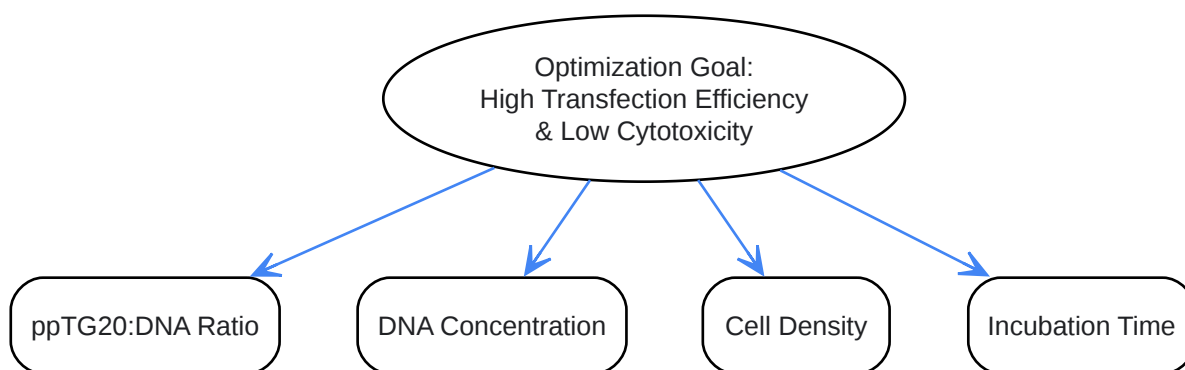 Optimization Goal:
High Transfection Efficiency
& Low Cytotoxicity
ppTG20:DNA Ratio
DNA Concentration
Cell Density
Incubation Time